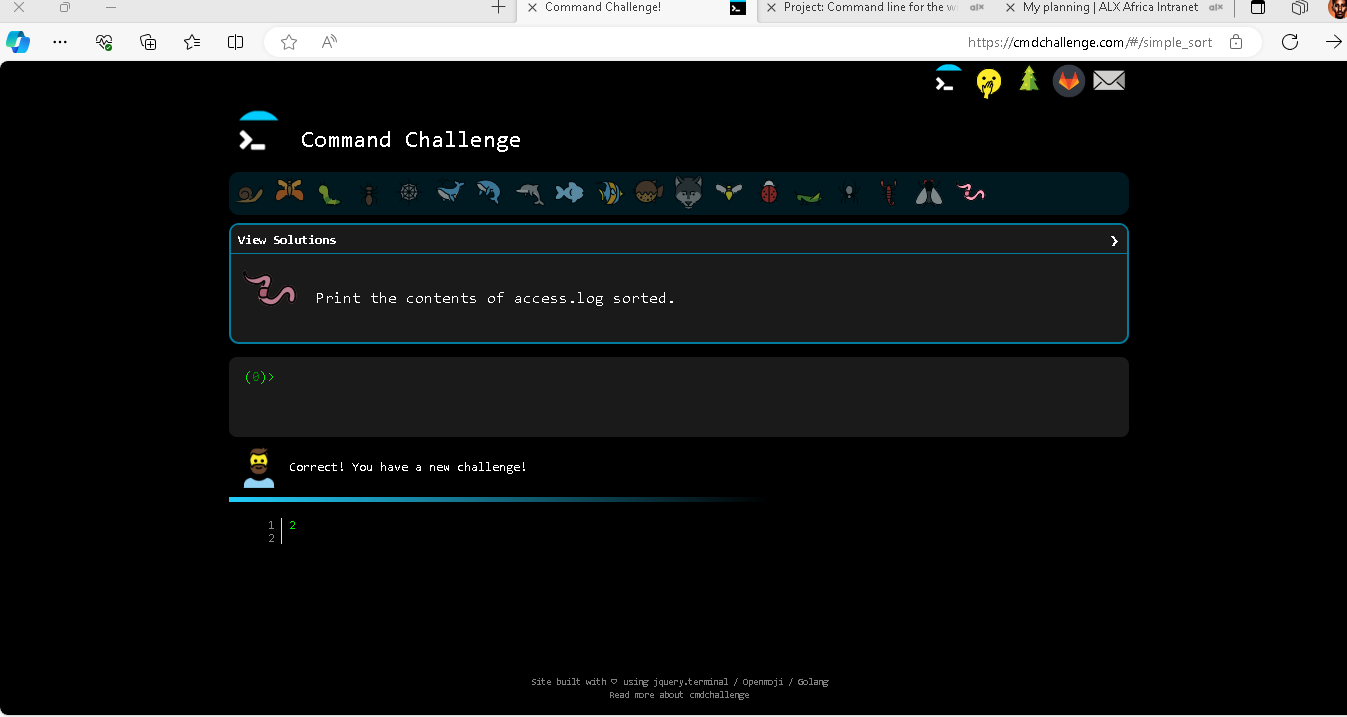 Command Challenge!
Project: Command line for the w
alx
My planning | ALX Africa Intranet
alx
https://cmdchallenge.com/#/simple_sort
Command Challenge
View Solutions
Print the contents of access.log sorted.
(0)>
Correct! You have a new challenge!
1 2
2
Site built with ♡ using jquery.terminal / Openmoji / Golang
Read more about cmdchallenge